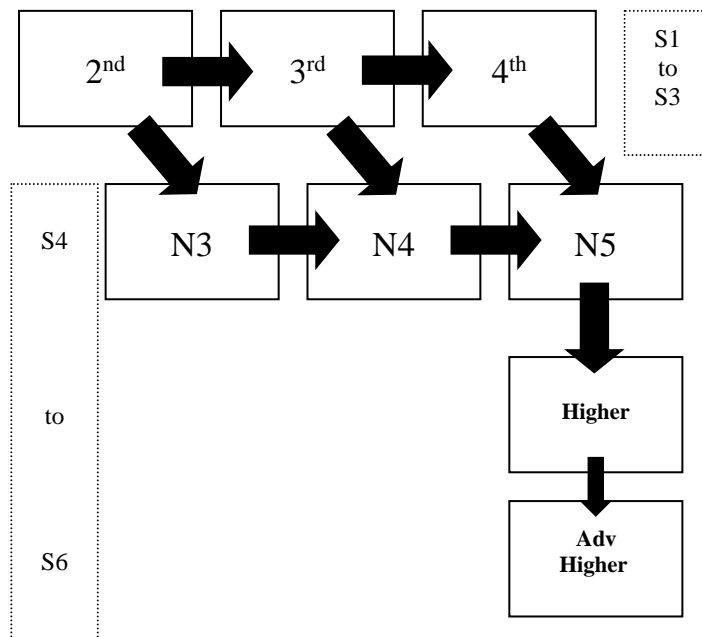 2nd
3rd
4th
S1
to
S3
S4
N3
N4
N5
to
Higher
S6
Adv
Higher